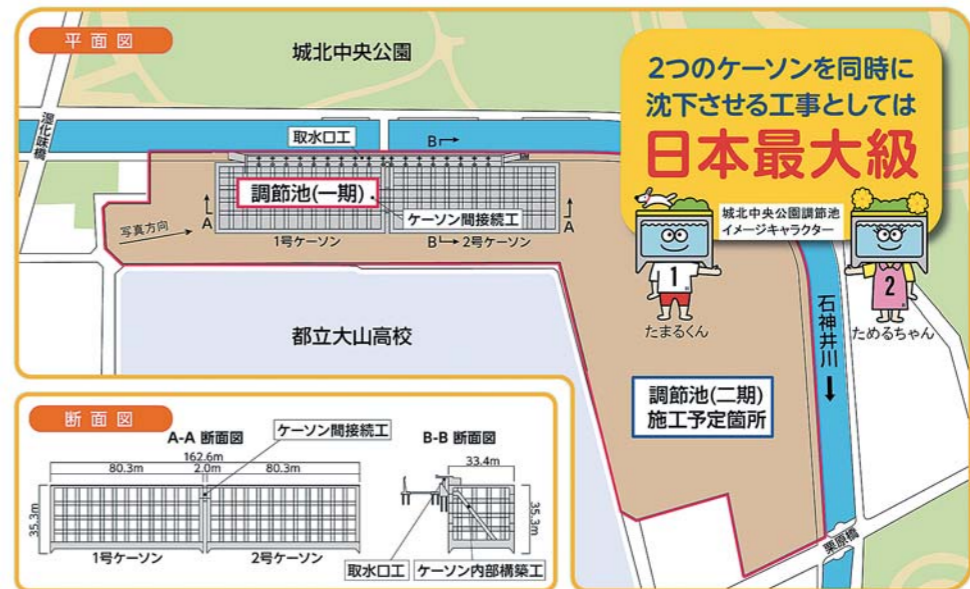 平面図
城北中央公園
2つのケーソンを同時に
沈下させる工事としては
日本最大級
湿化味橋
取水口工
B
調節池(一期)
ケーソン間接続工
A
A
写真方向
1号ケーソン
B
2号ケーソン
城北中央公園調節池
イメージキャラクター
1
2
たまるくん
ためるちゃん
都立大山高校
石神井川
調節池(二期)
施工予定箇所
栗原橋
断面図
A-A 断面図
ケーソン間接続工
162.6m
80.3m
2.0m
80.3m
35.3m
1号ケーソン
2号ケーソン
B-B 断面図
33.4m
35.3m
取水口工
ケーソン内部構築工